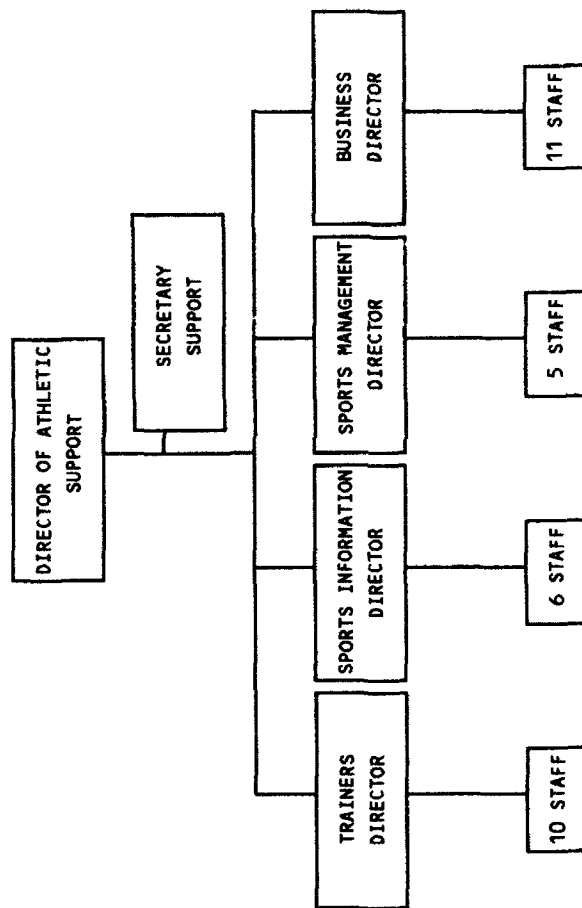 DIRECTOR OF ATHLETIC
SUPPORT
SECRETARY
SUPPORT
TRAINERS
DIRECTOR
SPORTS INFORMATION
DIRECTOR
SPORTS MANAGEMENT
DIRECTOR
BUSINESS
DIRECTOR
10 STAFF
6 STAFF
5 STAFF
11 STAFF